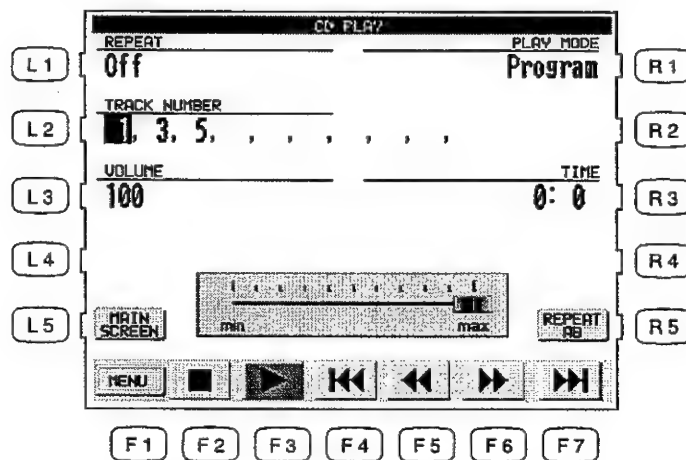 CD PLAY
REPEAT PLAY MODE
L1 Off Program R1
TRACK NUMBER
L2 1, 3, 5, , , , , , , R2
VOLUME TIME
L3 100 0: 0 R3
L4 R4
L5 MAIN SCREEN min max REPEAT AB R5
MENU
F1 F2 F3 F4 F5 F6 F7